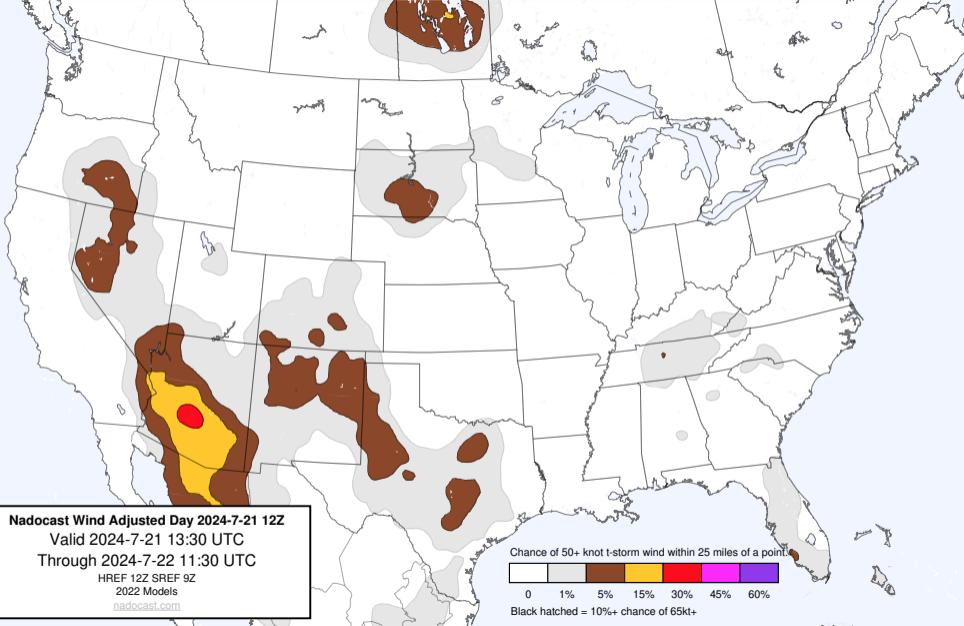 Nadocast Wind Adjusted Day 2024-7-21 12Z
Valid 2024-7-21 13:30 UTC
Through 2024-7-22 11:30 UTC
HREF 12Z SREF 9Z
2022 Models
nadocast.com
Chance of 50+ knot t-storm wind within 25 miles of a point.
0 1% 5% 15% 30% 45% 60%
Black hatched = 10%+ chance of 65kt+